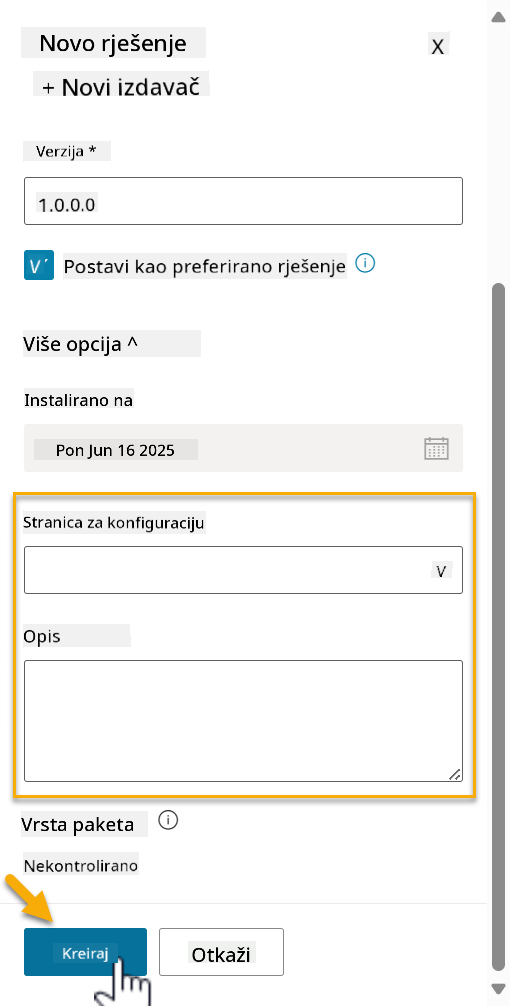 Novo rješenje
X
+ Novi izdavač
Verzija *
1.0.0.0
V Postavi kao preferirano rješenje
Više opcija ^
Instalirano na
Pon Jun 16 2025
Stranica za konfiguraciju
V
Opis
Vrsta paketa
Nekontrolirano
Kreiraj
Otkaži